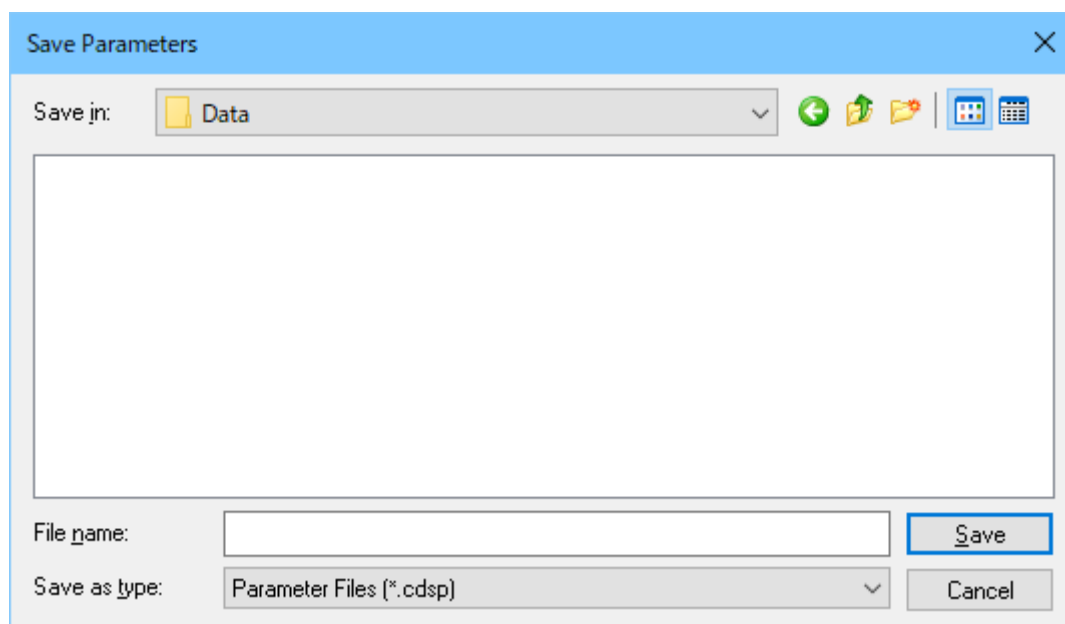 Save Parameters
Save in: Data
File name:
Save
Save as type: Parameter Files (*.cdsp)
Cancel